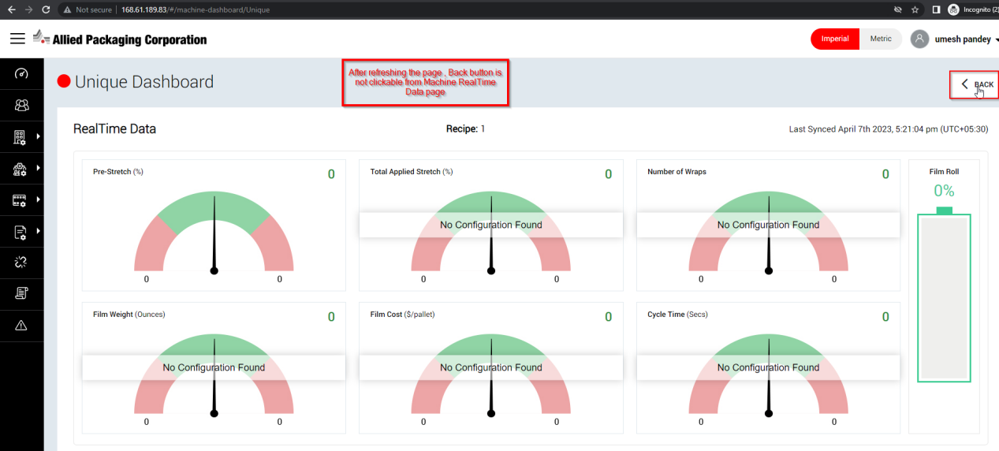 Not secure | 168.61.189.83/#/machine-dashboard/Unique
Incognito (2)
Allied Packaging Corporation
Imperial
Metric
umesh pandey
Unique Dashboard
After refreshing the page , Back button is
not clickable from Machine RealTime
Data page
BACK
RealTime Data
Recipe: 1
Last Synced April 7th 2023, 5:21:04 pm (UTC+05:30)
Pre-Stretch (%)
0
0
0
Total Applied Stretch (%)
0
No Configuration Found
0
0
Number of Wraps
0
No Configuration Found
0
0
Film Roll
0%
Film Weight (Ounces)
0
No Configuration Found
0
0
Film Cost ($/pallet)
0
No Configuration Found
0
0
Cycle Time (Secs)
0
No Configuration Found
0
0